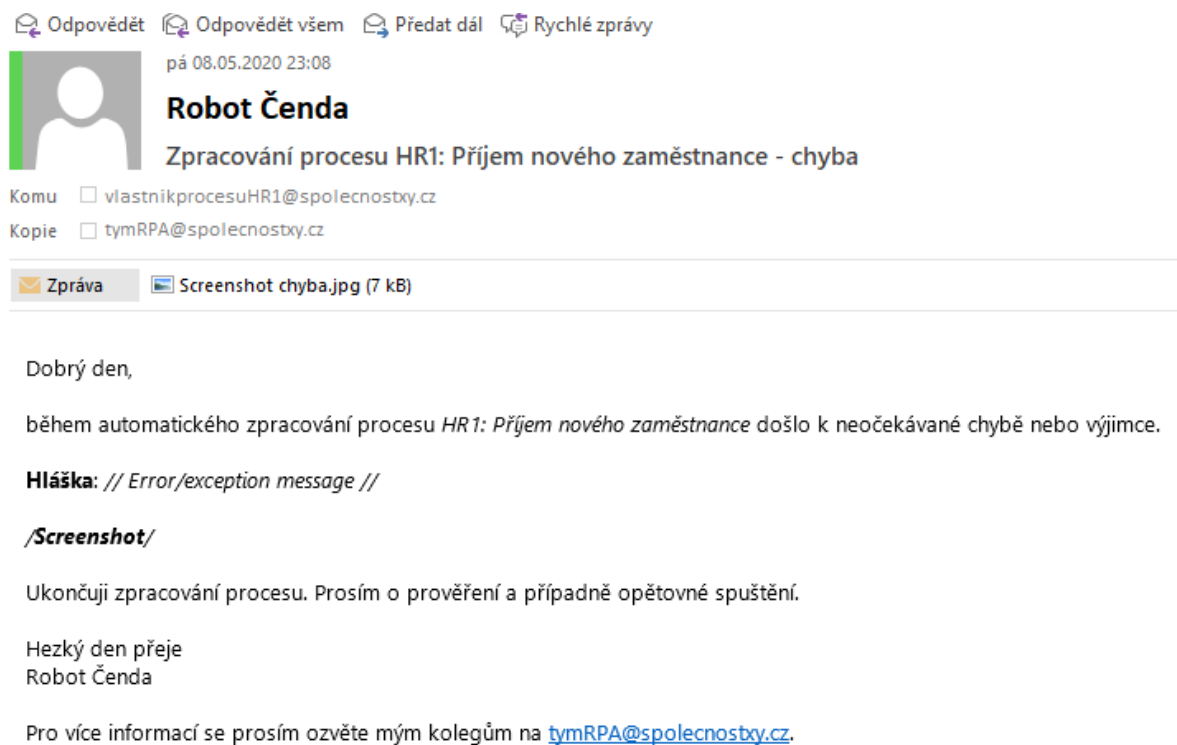 Odpovědět Odpovědět všem Předat dál Rychlé zprávy
pá 08.05.2020 23:08
Robot Čenda
Zpracování procesu HR1: Příjem nového zaměstnance - chyba
Komu vlastnikprocesuHR1@spolecnostxy.cz
Kopie tymRPA@spolecnostxy.cz
Zpráva Screenshot chyba.jpg (7 kB)
Dobrý den,
během automatického zpracování procesu HR1: Příjem nového zaměstnance došlo k neočekávané chybě nebo výjimce.
Hláška: // Error/exception message //
/Screenshot/
Ukončuji zpracování procesu. Prosím o prověření a případně opětovné spuštění.
Hezký den přeje
Robot Čenda
Pro více informací se prosím ozvěte mým kolegům na tymRPA@spolecnostxy.cz.